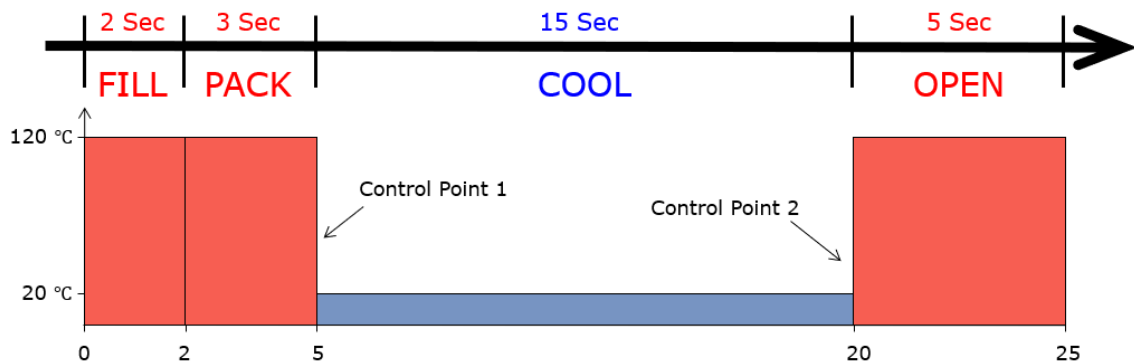 2 Sec
3 Sec
15 Sec
5 Sec
FILL
PACK
COOL
OPEN
120 °C
Control Point 1
Control Point 2
20 °C
0
2
5
20
25